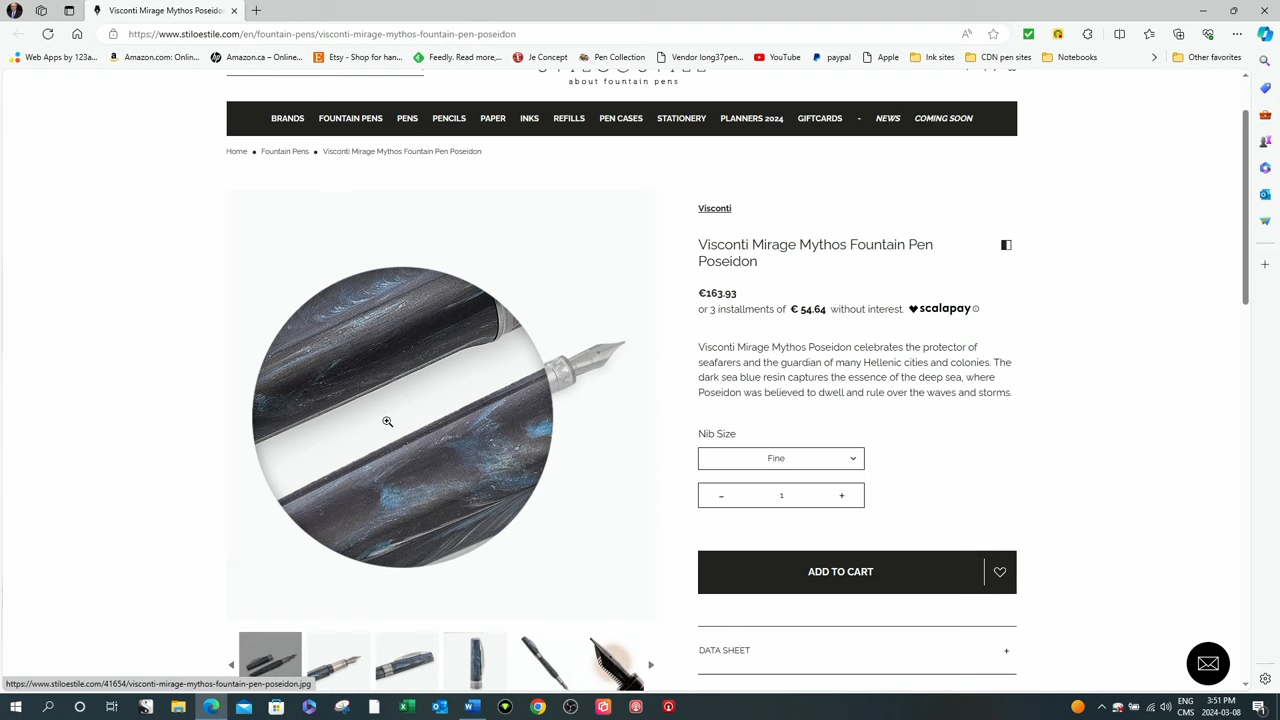 Visconti Mirage Mythos Poseidon
https://www.stiloestile.com/en/fountain-pens/visconti-mirage-mythos-fountain-pen-poseidon
Web Apps by 123a...
Amazon.com: Onlin...
Amazon.ca – Online...
Etsy - Shop for han...
Feedly. Read more,...
Je Concept
Pen Collection
Vendor long37pen...
YouTube
paypal
Apple
Ink sites
CDN pen sites
Notebooks
Other favorites
about fountain pens
BRANDS FOUNTAIN PENS PENS PENCILS PAPER INKS REFILLS PEN CASES STATIONERY PLANNERS 2024 GIFTCARDS - NEWS COMING SOON
Home • Fountain Pens • Visconti Mirage Mythos Fountain Pen Poseidon
Visconti
Visconti Mirage Mythos Fountain Pen
Poseidon
€163.93
or 3 installments of € 54.64 without interest. scalapay
Visconti Mirage Mythos Poseidon celebrates the protector of
seafarers and the guardian of many Hellenic cities and colonies. The
dark sea blue resin captures the essence of the deep sea, where
Poseidon was believed to dwell and rule over the waves and storms.
Nib Size
Fine
- 1 +
ADD TO CART
DATA SHEET +
https://www.stiloestile.com/41654/visconti-mirage-mythos-fountain-pen-poseidon.jpg
ENG
CMS
3:51 PM
2024-03-08